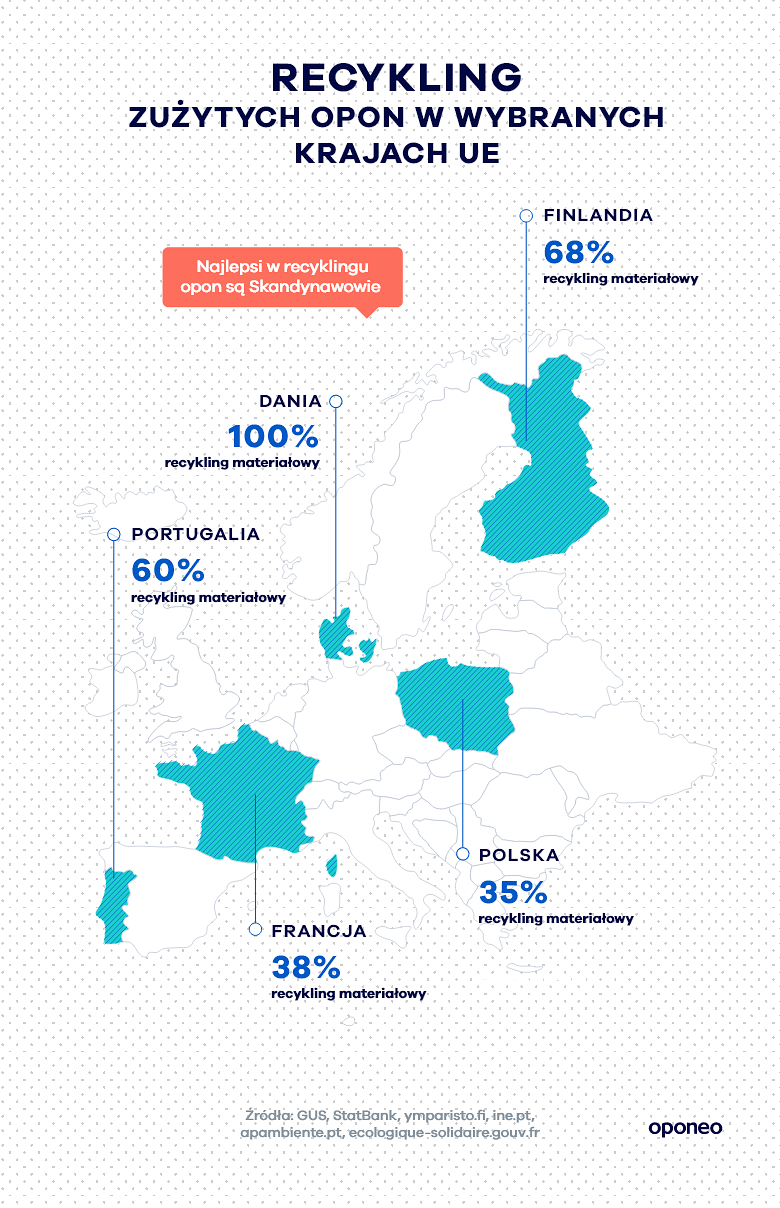 RECYKLING
ZUŻYTYCH OPON W WYBRANYCH
KRAJACH UE
FINLANDIA
68%
recykling materiałowy
Najlepsi w recyklingu
opon są Skandynawowie
DANIA
100%
recykling materiałowy
PORTUGALIA
60%
recykling materiałowy
POLSKA
35%
recykling materiałowy
FRANCJA
38%
recykling materiałowy
Źródła: GUS, StatBank, ymparisto.fi, ine.pt,
apambiente.pt, ecologique-solidaire.gouv.fr
oponeo